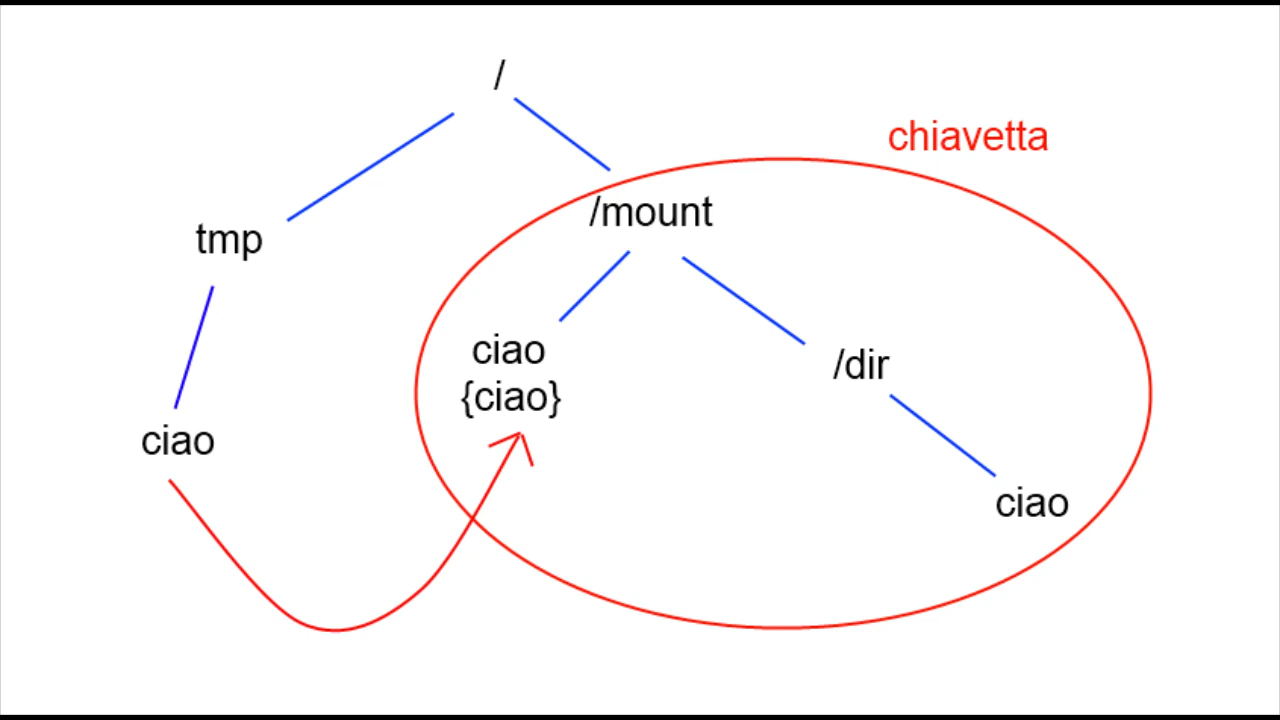 /
chiavetta
/mount
tmp
ciao
{ciao}
/dir
ciao
ciao